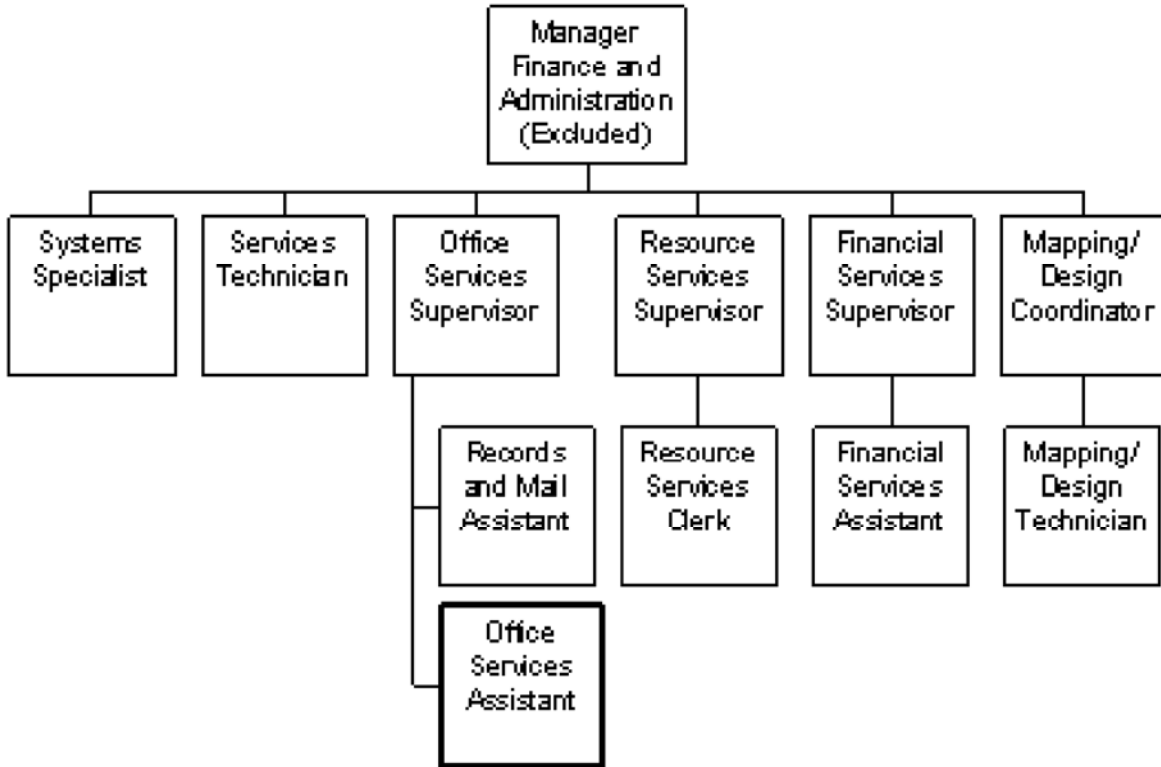 Manager
Finance and
Administration
(Excluded)
Systems
Specialist
Services
Technician
Office
Services
Supervisor
Resource
Services
Supervisor
Financial
Services
Supervisor
Mapping/
Design
Coordinator
Records
and Mail
Assistant
Resource
Services
Clerk
Financial
Services
Assistant
Mapping/
Design
Technician
Office
Services
Assistant